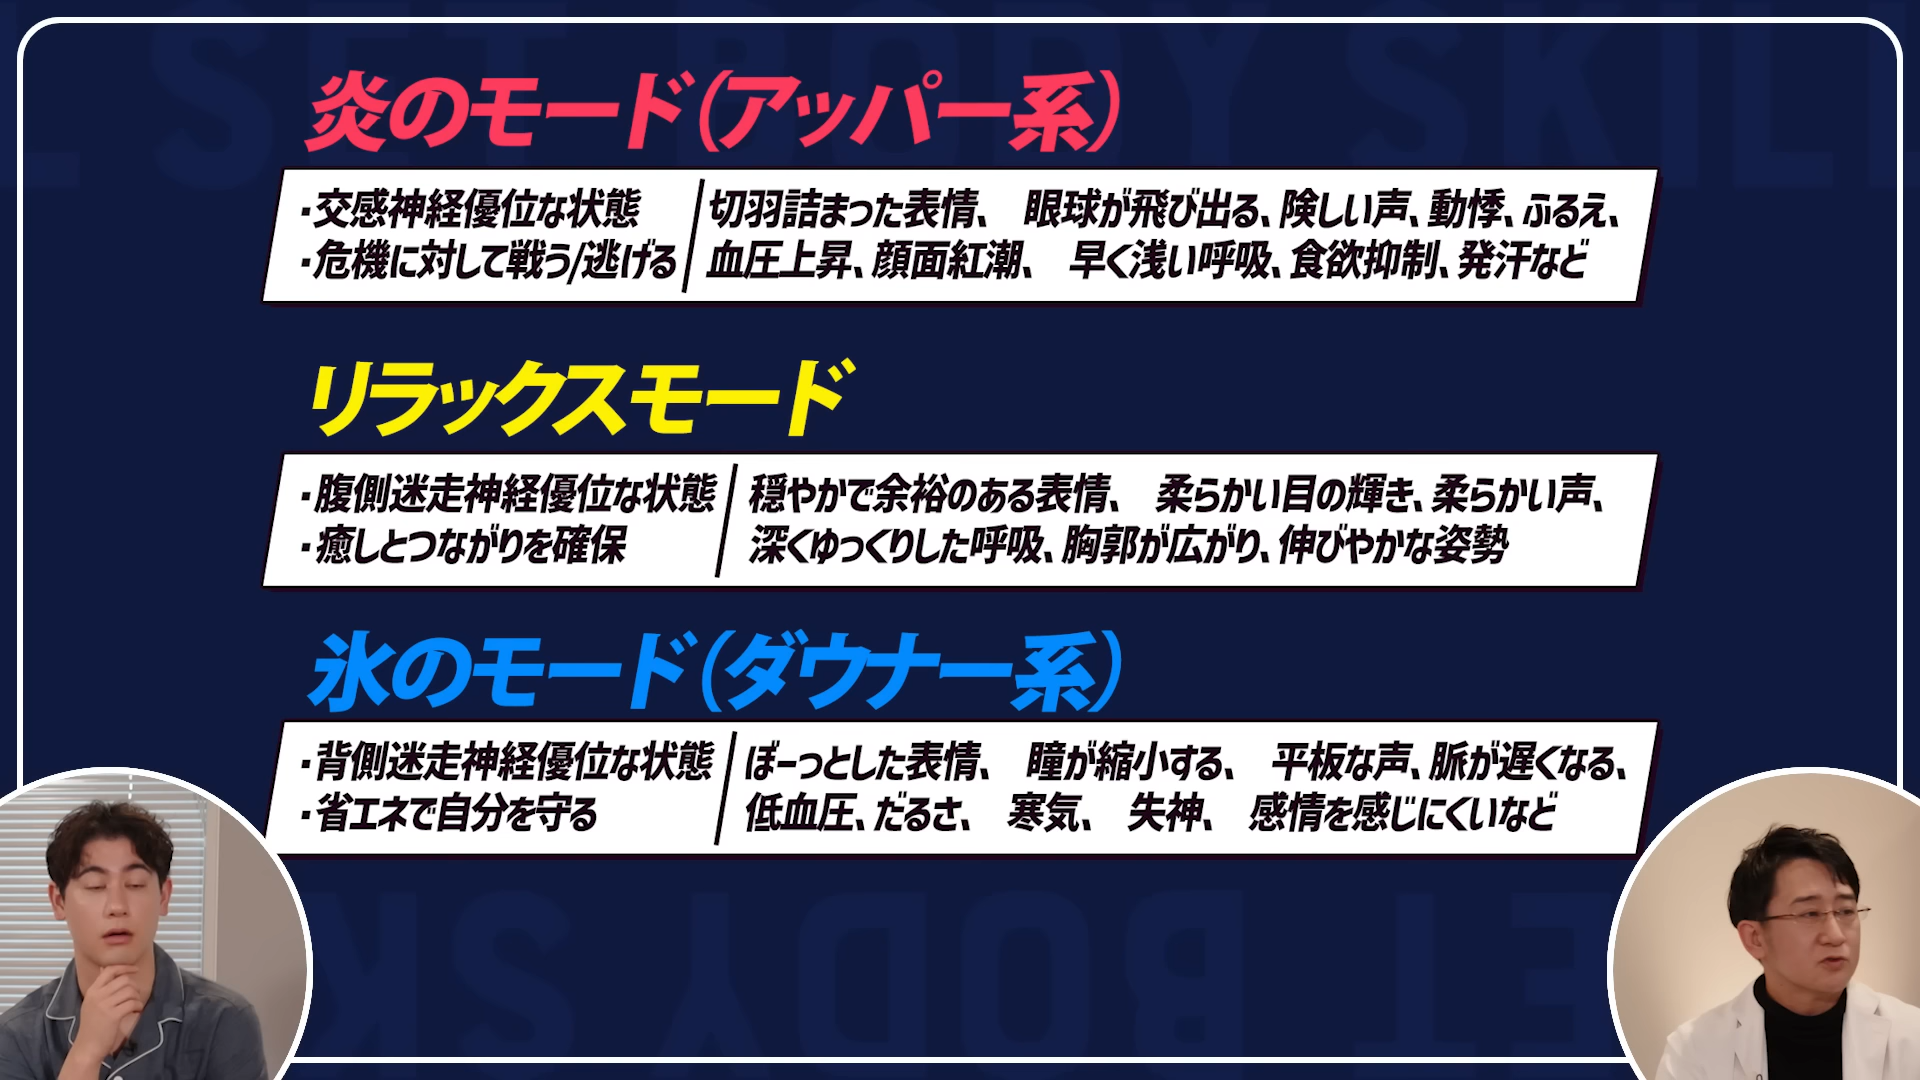 L SET BODY SKILL
炎のモード(アッパー系)
・交感神経優位な状態
・危機に対して戦う/逃げる
切羽詰まった表情、 眼球が飛び出る、険しい声、動悸、ふるえ、
血圧上昇、顔面紅潮、 早く浅い呼吸、食欲抑制、発汗など
リラックスモード
・腹側迷走神経優位な状態
・癒しとつながりを確保
穏やかで余裕のある表情、 柔らかい目の輝き、柔らかい声、
深くゆっくりした呼吸、胸郭が広がり、伸びやかな姿勢
氷のモード(ダウナー系)
・背側迷走神経優位な状態
・省エネで自分を守る
ぼーっとした表情、 瞳が縮小する、 平板な声、脈が遅くなる、
低血圧、だるさ、 寒気、 失神、 感情を感じにくいなど
ET BODY SK